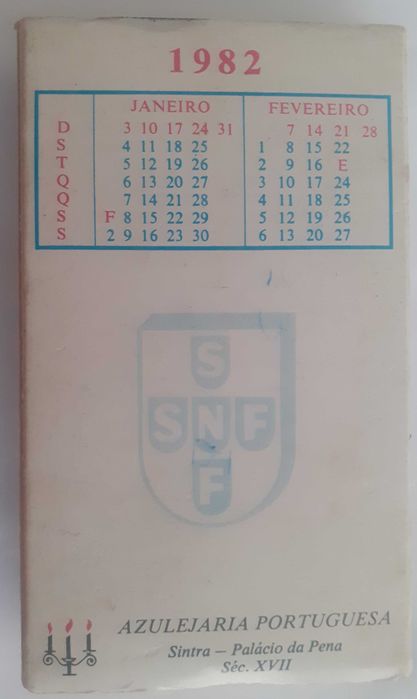 1982
JANEIRO FEVEREIRO
D 3 10 17 24 31 7 14 21 28
S 4 11 18 25 1 8 15 22
T 5 12 19 26 2 9 16 E
Q 6 13 20 27 3 10 17 24
Q 7 14 21 28 4 11 18 25
S F 8 15 22 29 5 12 19 26
S 2 9 16 23 30 6 13 20 27
S
SNF
F
AZULEJARIA PORTUGUESA
Sintra — Palácio da Pena
Séc. XVII